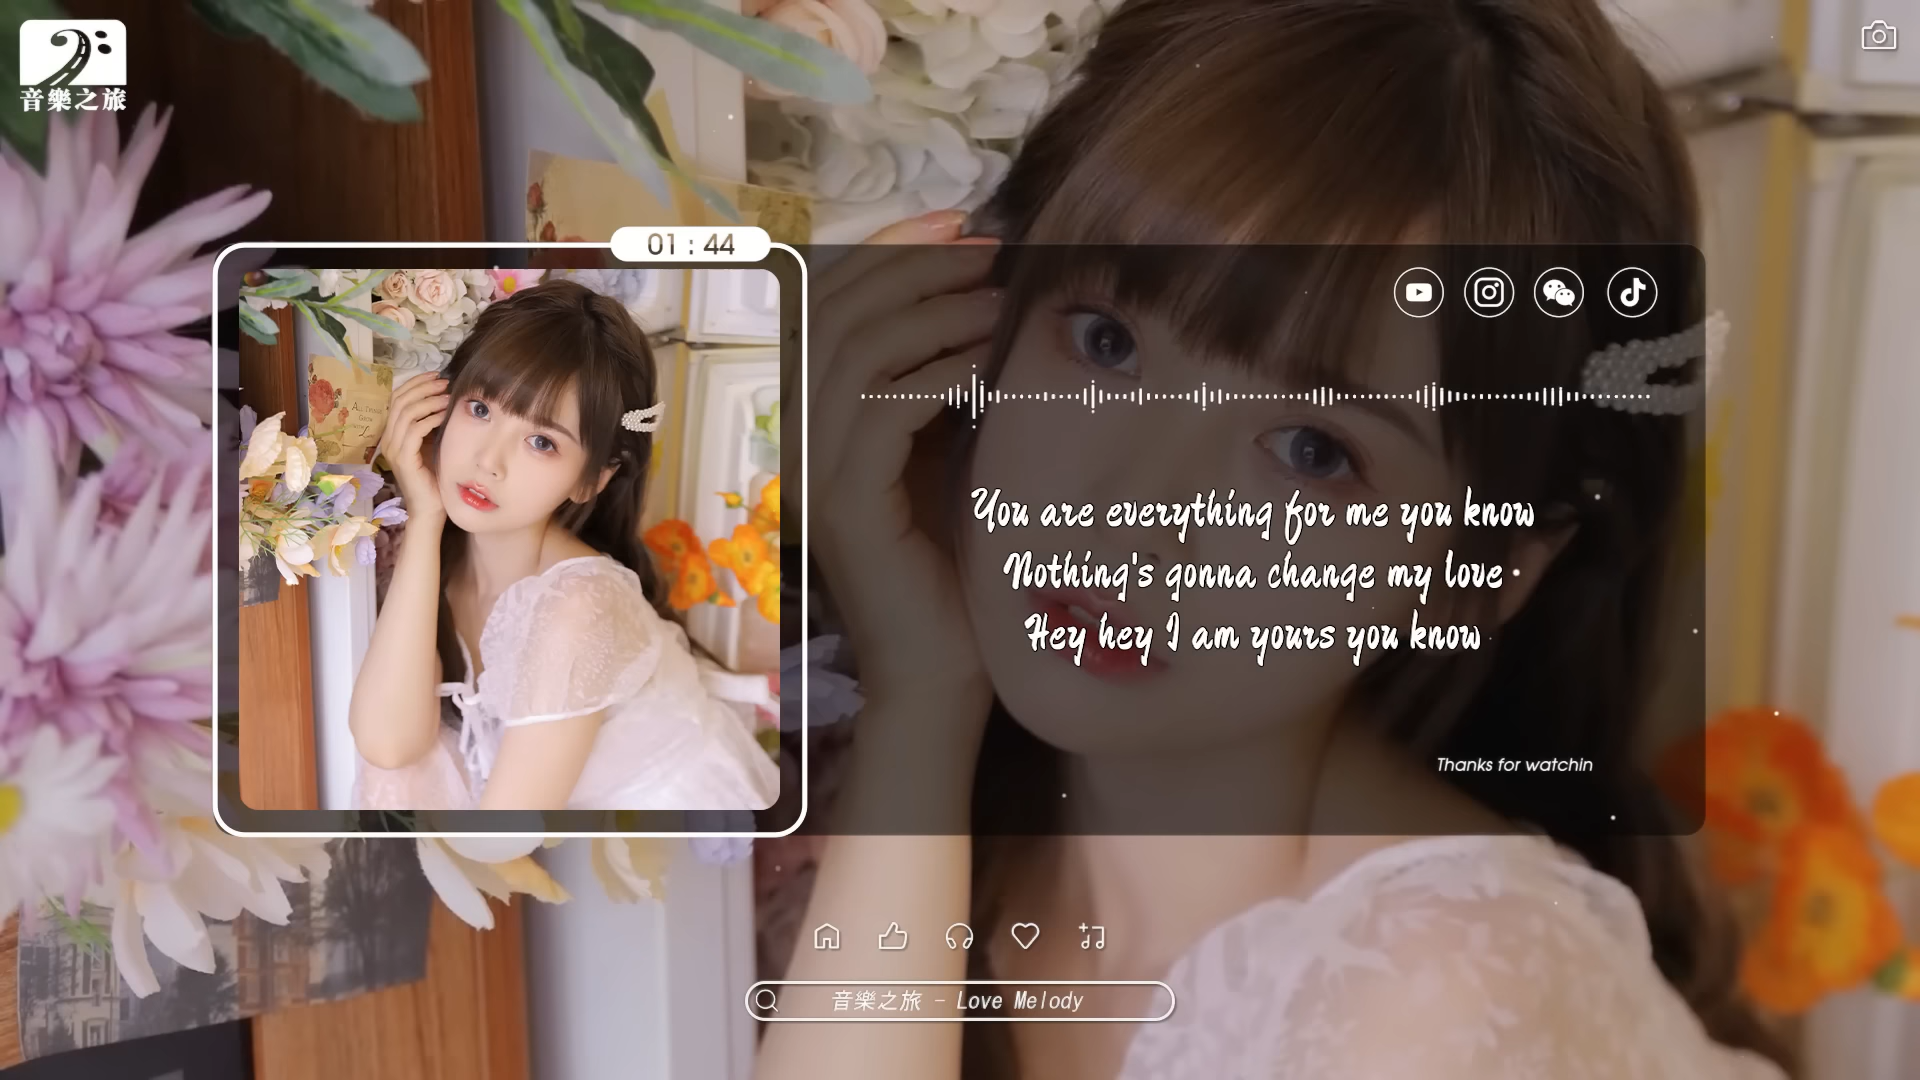 音樂之旅
01 : 44
You are everything for me you know
Nothing's gonna change my love
Hey hey I am yours you know
Thanks for watchin
音樂之旅 - Love Melody